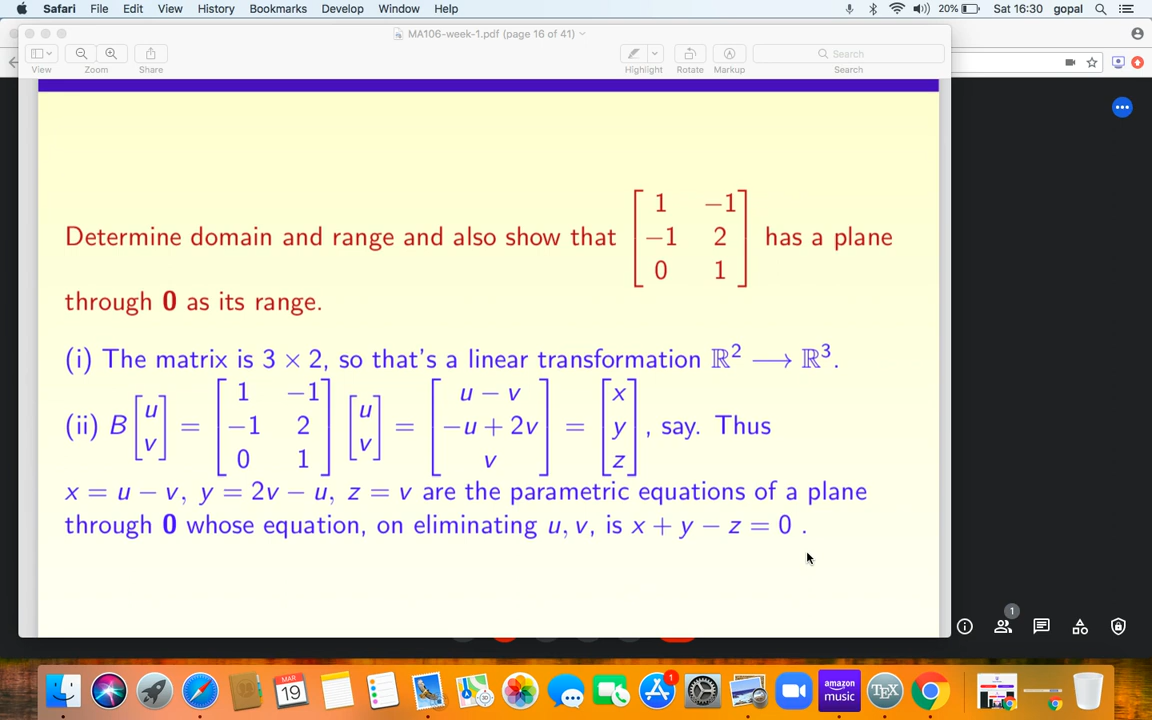 Safari File Edit View History Bookmarks Develop Window Help 20% Sat 16:30 gopal
MA106-week-1.pdf (page 16 of 41)
Search
View Zoom Share Highlight Rotate Markup Search
Determine domain and range and also show that [1 −1; −1 2; 0 1] has a plane
through 0 as its range.
(i) The matrix is 3 × 2, so that's a linear transformation ℝ² ⟶ ℝ³.
(ii) B[u; v] = [1 −1; −1 2; 0 1] [u; v] = [u − v; −u + 2v; v] = [x; y; z], say. Thus
x = u − v, y = 2v − u, z = v are the parametric equations of a plane
through 0 whose equation, on eliminating u, v, is x + y − z = 0 .
1
MAR
19
1
amazon
music
TEX